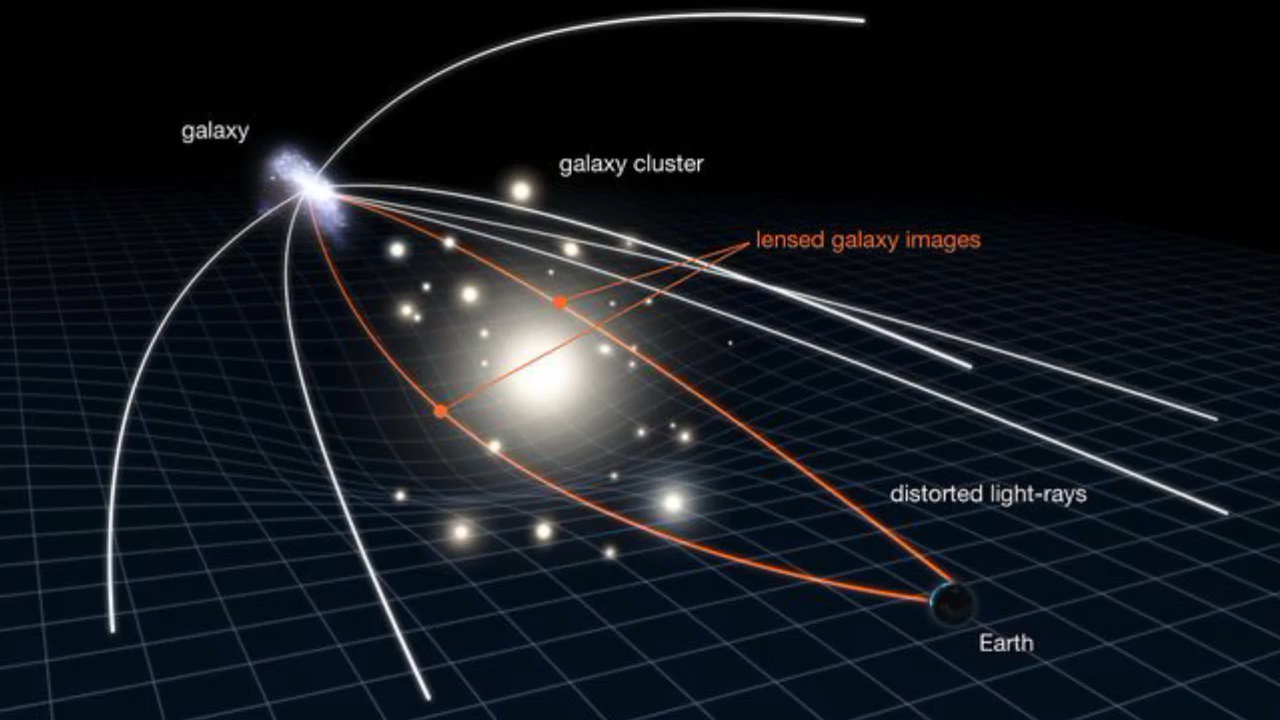 galaxy
galaxy cluster
lensed galaxy images
distorted light-rays
Earth